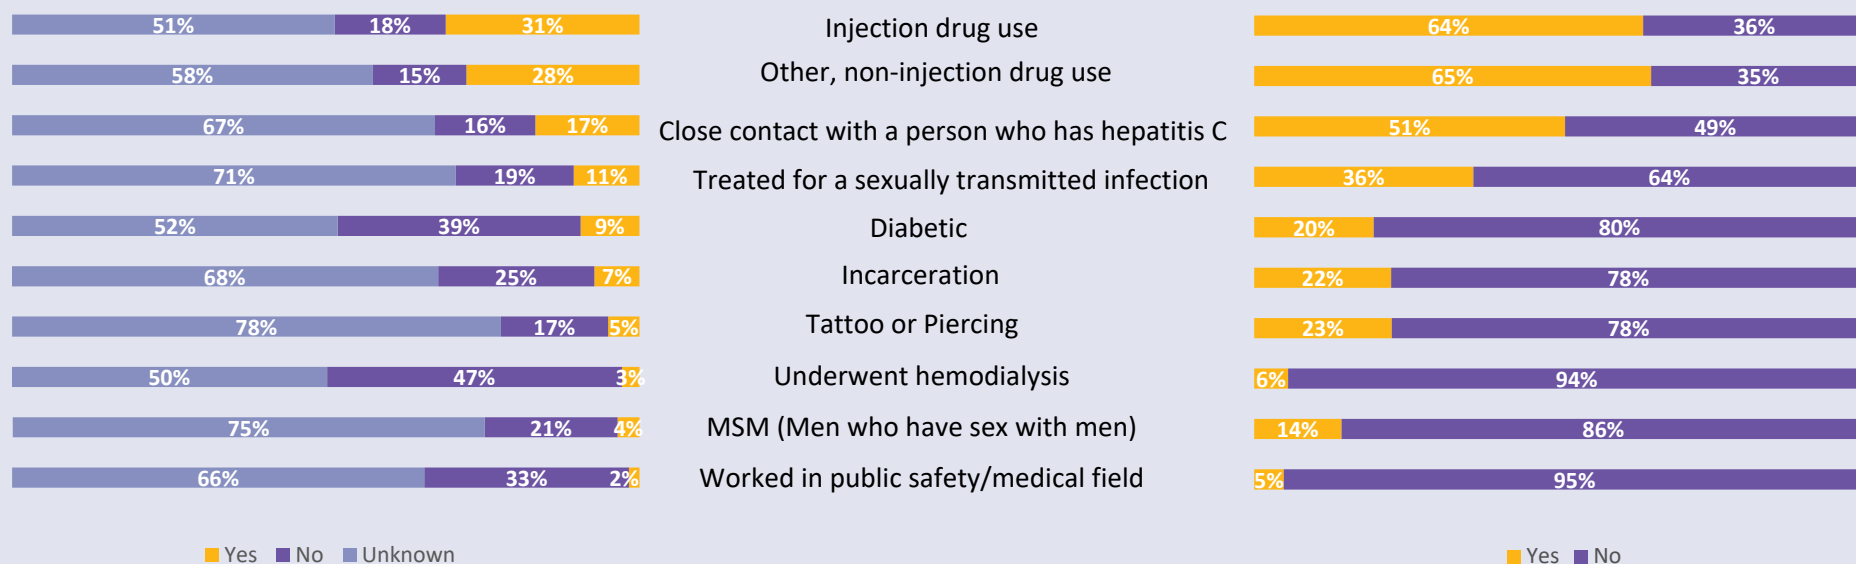 51% 18% 31% Injection drug use 64% 36%
58% 15% 28% Other, non-injection drug use 65% 35%
67% 16% 17% Close contact with a person who has hepatitis C 51% 49%
71% 19% 11% Treated for a sexually transmitted infection 36% 64%
52% 39% 9% Diabetic 20% 80%
68% 25% 7% Incarceration 22% 78%
78% 17% 5% Tattoo or Piercing 23% 78%
50% 47% 3% Underwent hemodialysis 6% 94%
75% 21% 4% MSM (Men who have sex with men) 14% 86%
66% 33% 2% Worked in public safety/medical field 5% 95%
Yes No Unknown Yes No